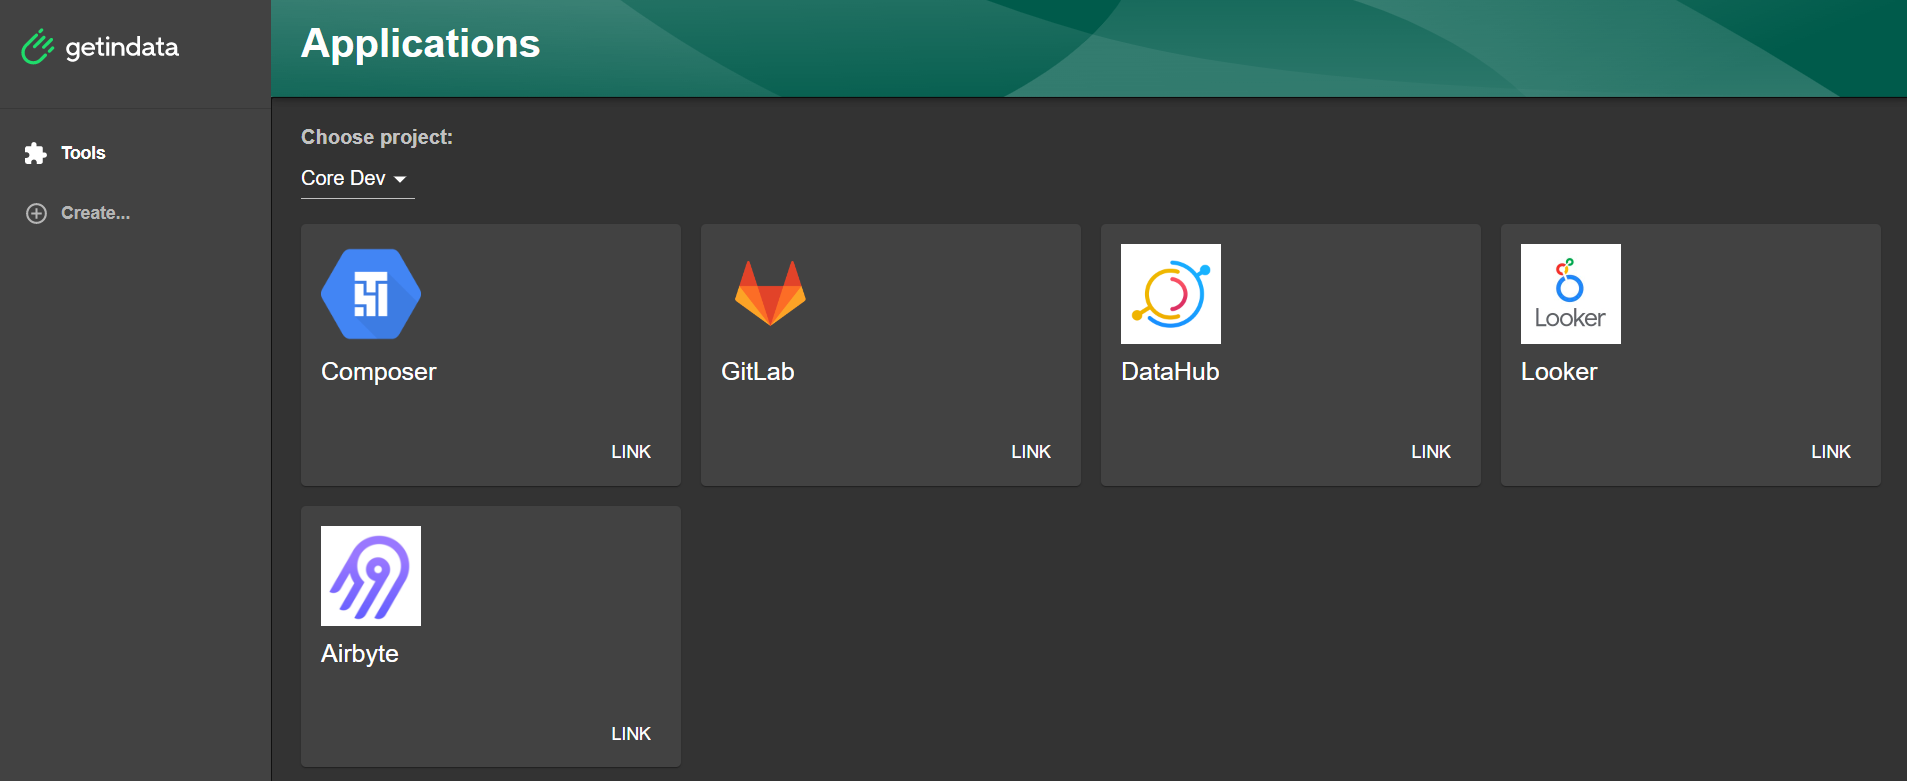 getindata
Applications
Tools
Create...
Choose project:
Core Dev
Composer
LINK
GitLab
LINK
DataHub
LINK
Looker
Looker
LINK
Airbyte
LINK